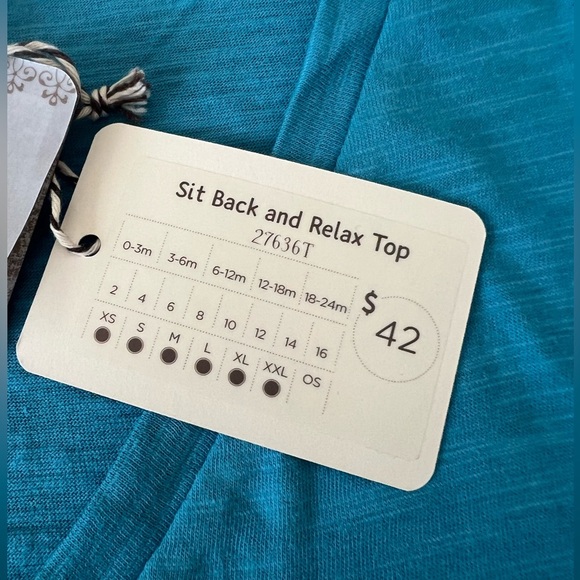 Sit Back and Relax Top
27636T
0-3m 3-6m 6-12m 12-18m 18-24m
$ 42
2 4 6 8 10 12 14 16
XS S M L XL XXL OS